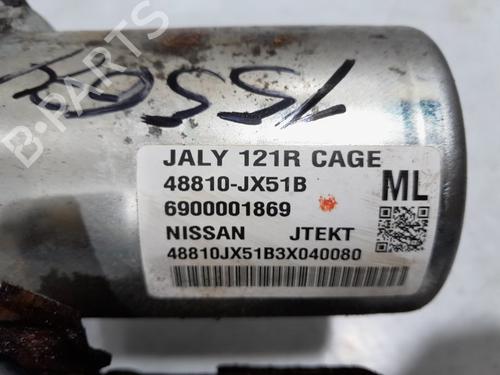 B-PARTS
JALY 121R CAGE
48810-JX51B ML
6900001869
NISSAN JTEKT
48810JX51B3X040080